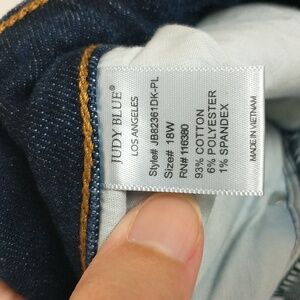 JUDY BLUE®
LOS ANGELES
Style# JB82361DK-PL
Size# 18W
RN# 116380
93% COTTON
6% POLYESTER
1% SPANDEX
MADE IN VIETNAM